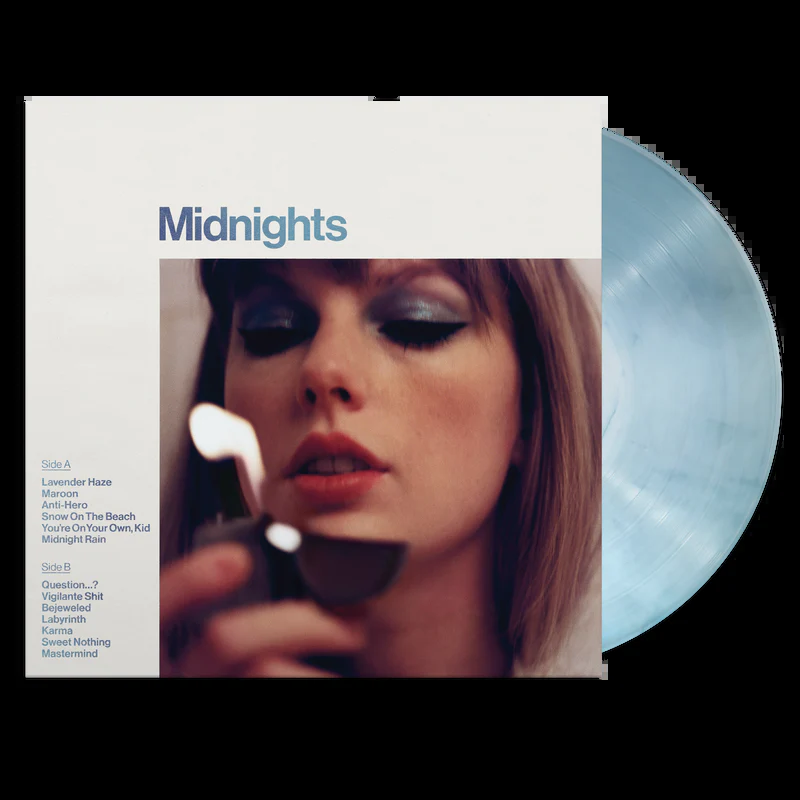 Midnights
Side A
Lavender Haze
Maroon
Anti-Hero
Snow On The Beach
You're On Your Own, Kid
Midnight Rain
Side B
Question...?
Vigilante Shit
Bejeweled
Labyrinth
Karma
Sweet Nothing
Mastermind